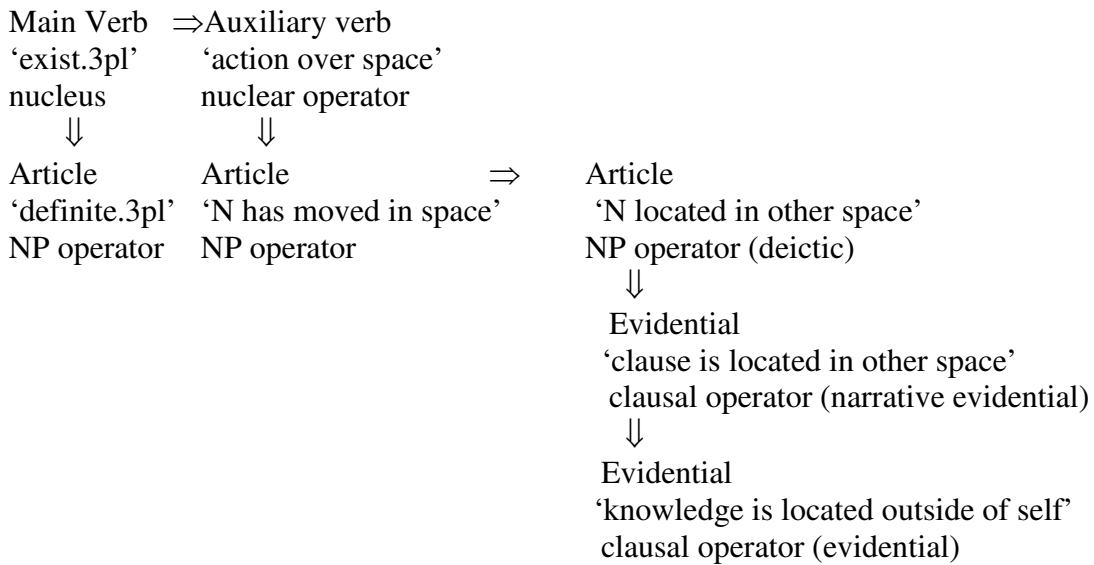 Main Verb ⇒Auxiliary verb
‘exist.3pl’ ‘action over space’
nucleus nuclear operator
⇓ ⇓
Article Article ⇒ Article
‘definite.3pl’ ‘N has moved in space’ ‘N located in other space’
NP operator NP operator NP operator (deictic)
⇓
Evidential
‘clause is located in other space’
clausal operator (narrative evidential)
⇓
Evidential
‘knowledge is located outside of self’
clausal operator (evidential)